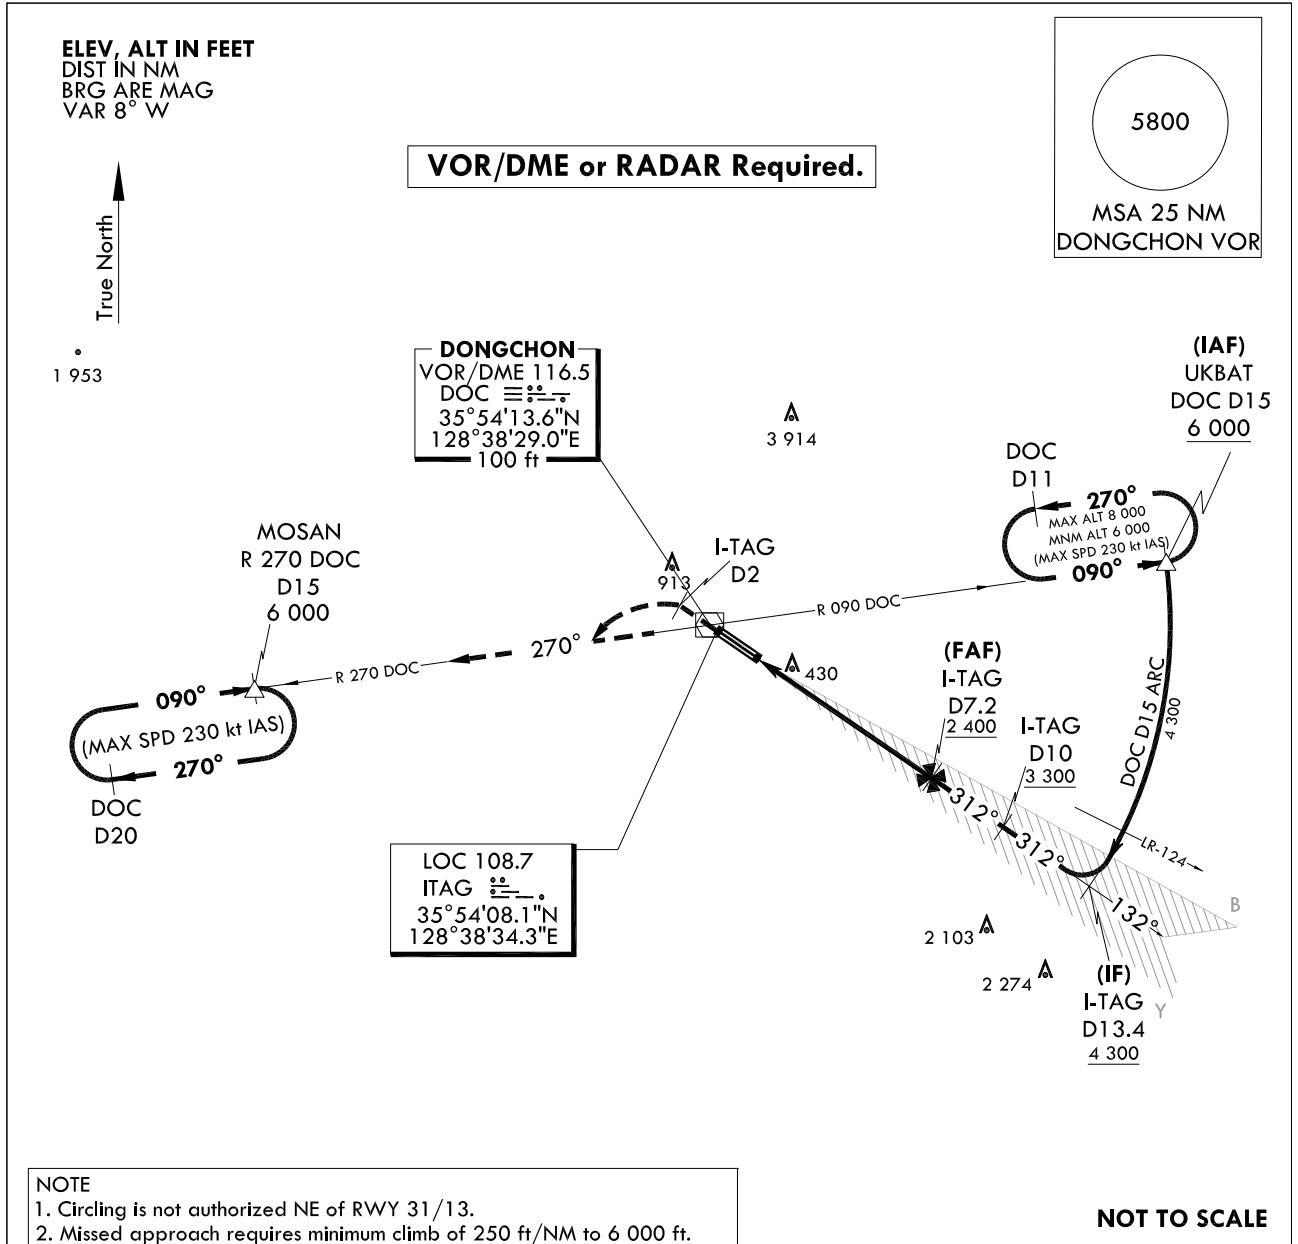 ELEV, ALT IN FEET
DIST IN NM
BRG ARE MAG
VAR 8° W
True North
VOR/DME or RADAR Required.
5800
MSA 25 NM
DONGCHON VOR
1 953
DONGCHON
VOR/DME 116.5
DOC
35°54'13.6"N
128°38'29.0"E
100 ft
3 914
(IAF)
UKBAT
DOC D15
6 000
DOC
D11
270°
MAX ALT 8 000
MNM ALT 6 000
(MAX SPD 230 kt IAS)
090°
MOSAN
R 270 DOC
D15
6 000
913
I-TAG
D2
R 090 DOC
270°
R 270 DOC
090°
(MAX SPD 230 kt IAS)
270°
DOC
D20
430
(FAF)
I-TAG
D7.2
2 400
I-TAG
D10
3 300
DOC D15 ARC
4 300
312°
312°
LR-124
132°
B
Y
LOC 108.7
ITAG
35°54'08.1"N
128°38'34.3"E
2 103
2 274
(IF)
I-TAG
D13.4
4 300
NOTE
1. Circling is not authorized NE of RWY 31/13.
2. Missed approach requires minimum climb of 250 ft/NM to 6 000 ft.
NOT TO SCALE